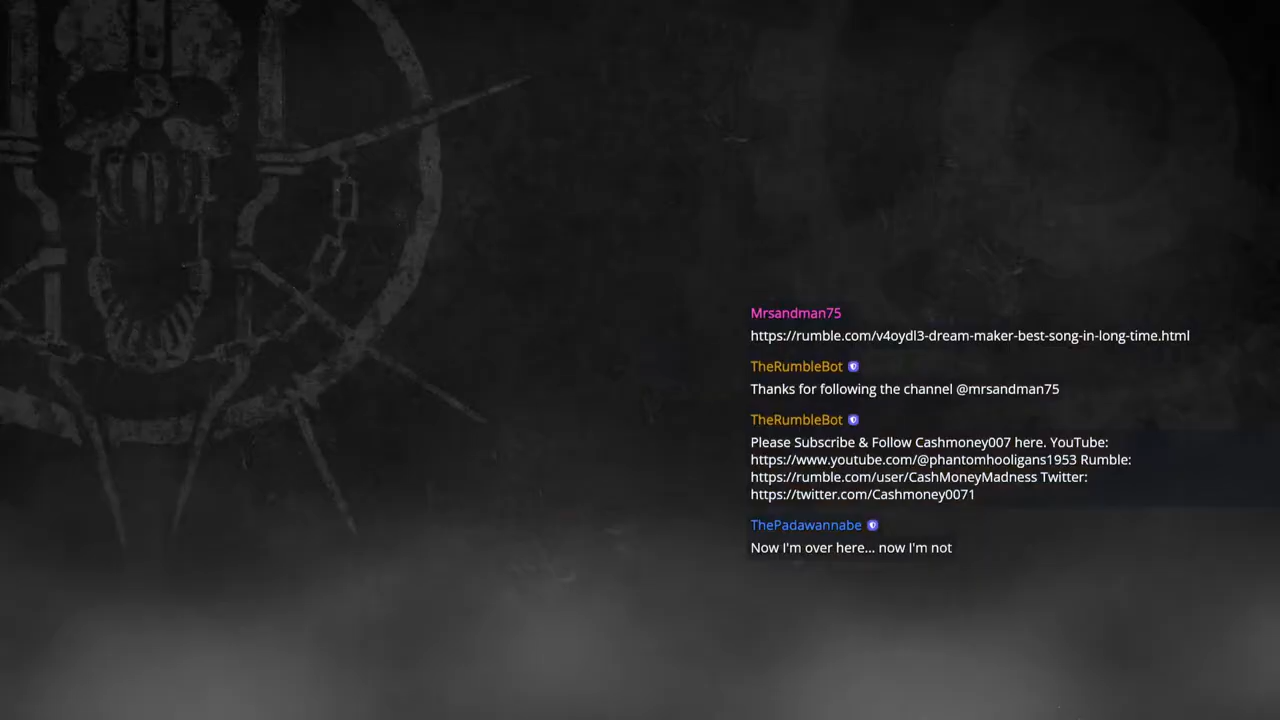 Mrsandman75
https://rumble.com/v4oydl3-dream-maker-best-song-in-long-time.html
TheRumbleBot
Thanks for following the channel @mrsandman75
TheRumbleBot
Please Subscribe & Follow Cashmoney007 here. YouTube:
https://www.youtube.com/@phantomhooligans1953 Rumble:
https://rumble.com/user/CashMoneyMadness Twitter:
https://twitter.com/Cashmoney0071
ThePadawannabe
Now I'm over here... now I'm not